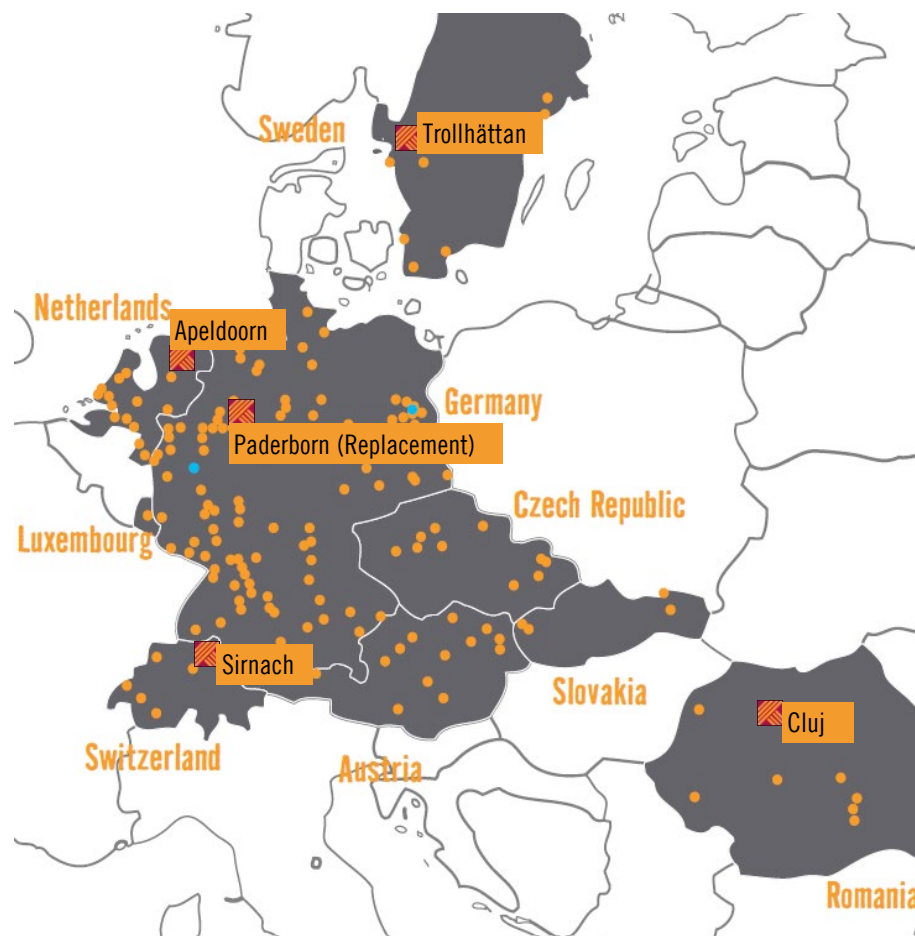 Sweden
Trollhättan
Netherlands
Apeldoorn
Germany
Paderborn (Replacement)
Czech Republic
Luxembourg
Sirnach
Slovakia
Cluj
Switzerland
Austria
Romania